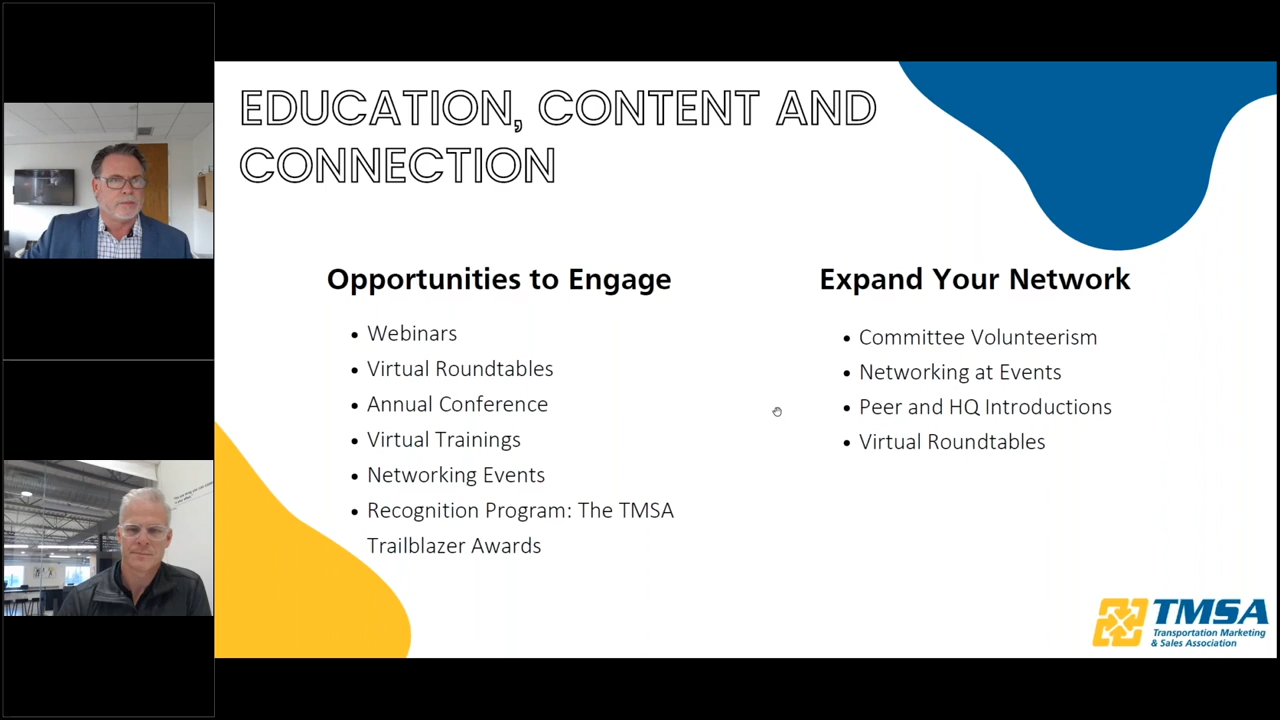 EDUCATION, CONTENT AND
CONNECTION
Opportunities to Engage
• Webinars
• Virtual Roundtables
• Annual Conference
• Virtual Trainings
• Networking Events
• Recognition Program: The TMSA
Trailblazer Awards
Expand Your Network
• Committee Volunteerism
• Networking at Events
• Peer and HQ Introductions
• Virtual Roundtables
TMSA
Transportation Marketing
& Sales Association